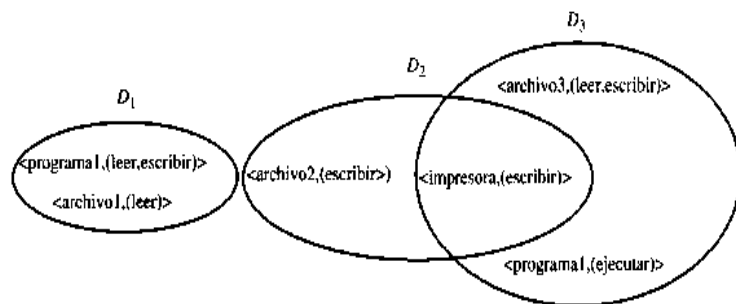 D₁
<programa1,(leer,escribir)>
<archivo1,(leer)>
D₂
<archivo2,(escribir>)
<impresora,(escribir)>
D₃
<archivo3,(leer,escribir)>
<programa1,(ejecutar)>